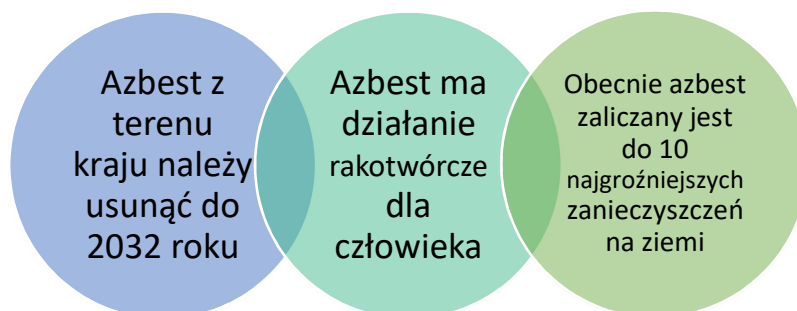 Azbest z
terenu
kraju należy
usunąć do
2032 roku
Azbest ma
działanie
rakotwórcze
dla
człowieka
Obecnie azbest
zaliczany jest
do 10
najgroźniejszych
zanieczyszczeń
na ziemi